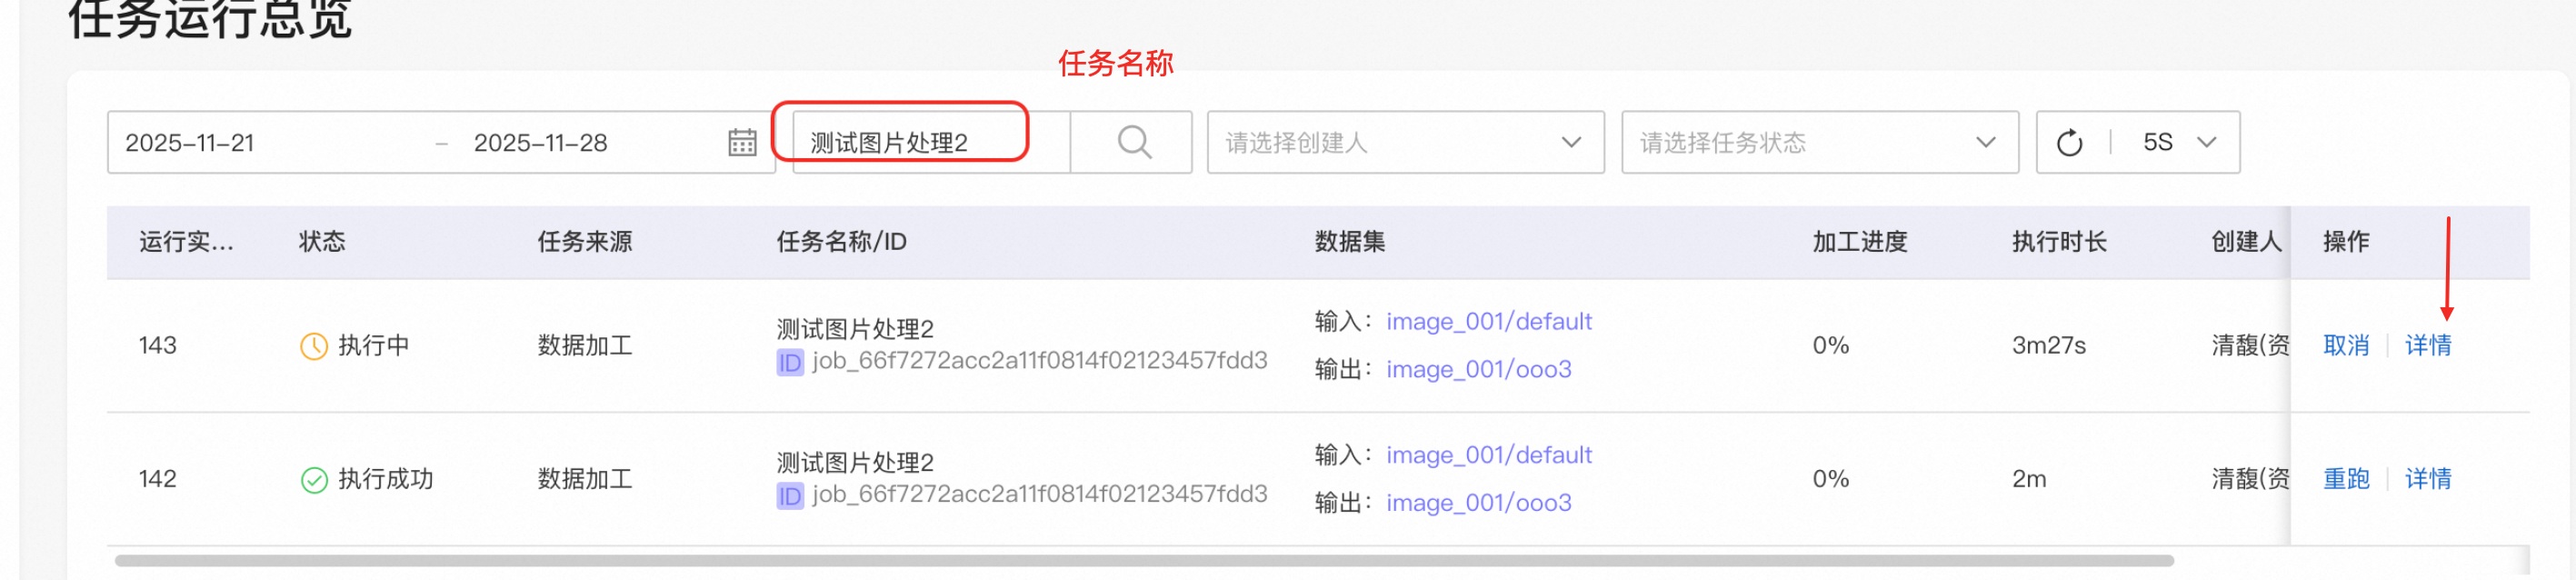 任务运行总览
任务名称
2025-11-21 - 2025-11-28 测试图片处理2 请选择创建人 请选择任务状态 5S
运行实... 状态 任务来源 任务名称/ID 数据集 加工进度 执行时长 创建人 操作
143 执行中 数据加工 测试图片处理2 输入：image_001/default 0% 3m27s 清馥(资 取消 详情
ID job_66f7272acc2a11f0814f02123457fdd3 输出：image_001/ooo3
142 执行成功 数据加工 测试图片处理2 输入：image_001/default 0% 2m 清馥(资 重跑 详情
ID job_66f7272acc2a11f0814f02123457fdd3 输出：image_001/ooo3